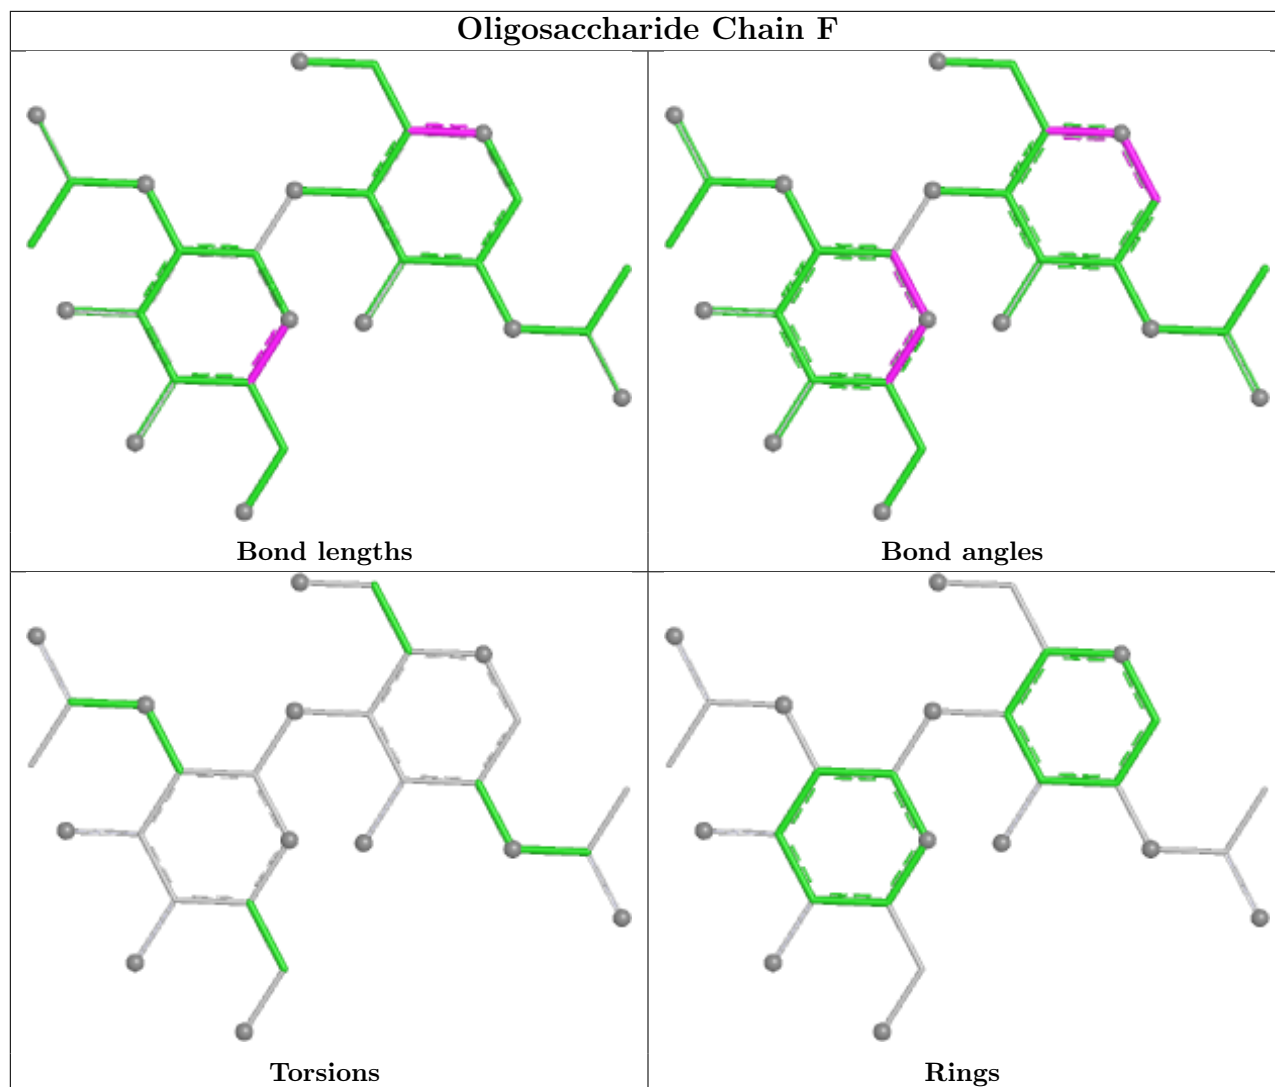 Oligosaccharide Chain F
Bond lengths
Bond angles
Torsions
Rings